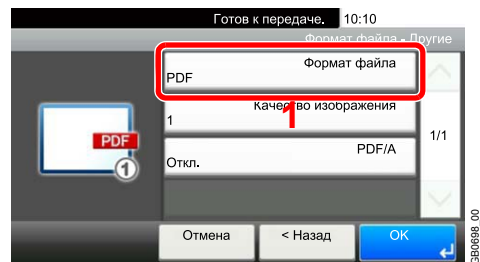 Готов к передаче. 10:10
Формат файла - Другие
Формат файла
PDF
Качество изображения
1
1
PDF/A
Откл.
1/1
PDF
1
Отмена
< Назад
OK
GB0698_00